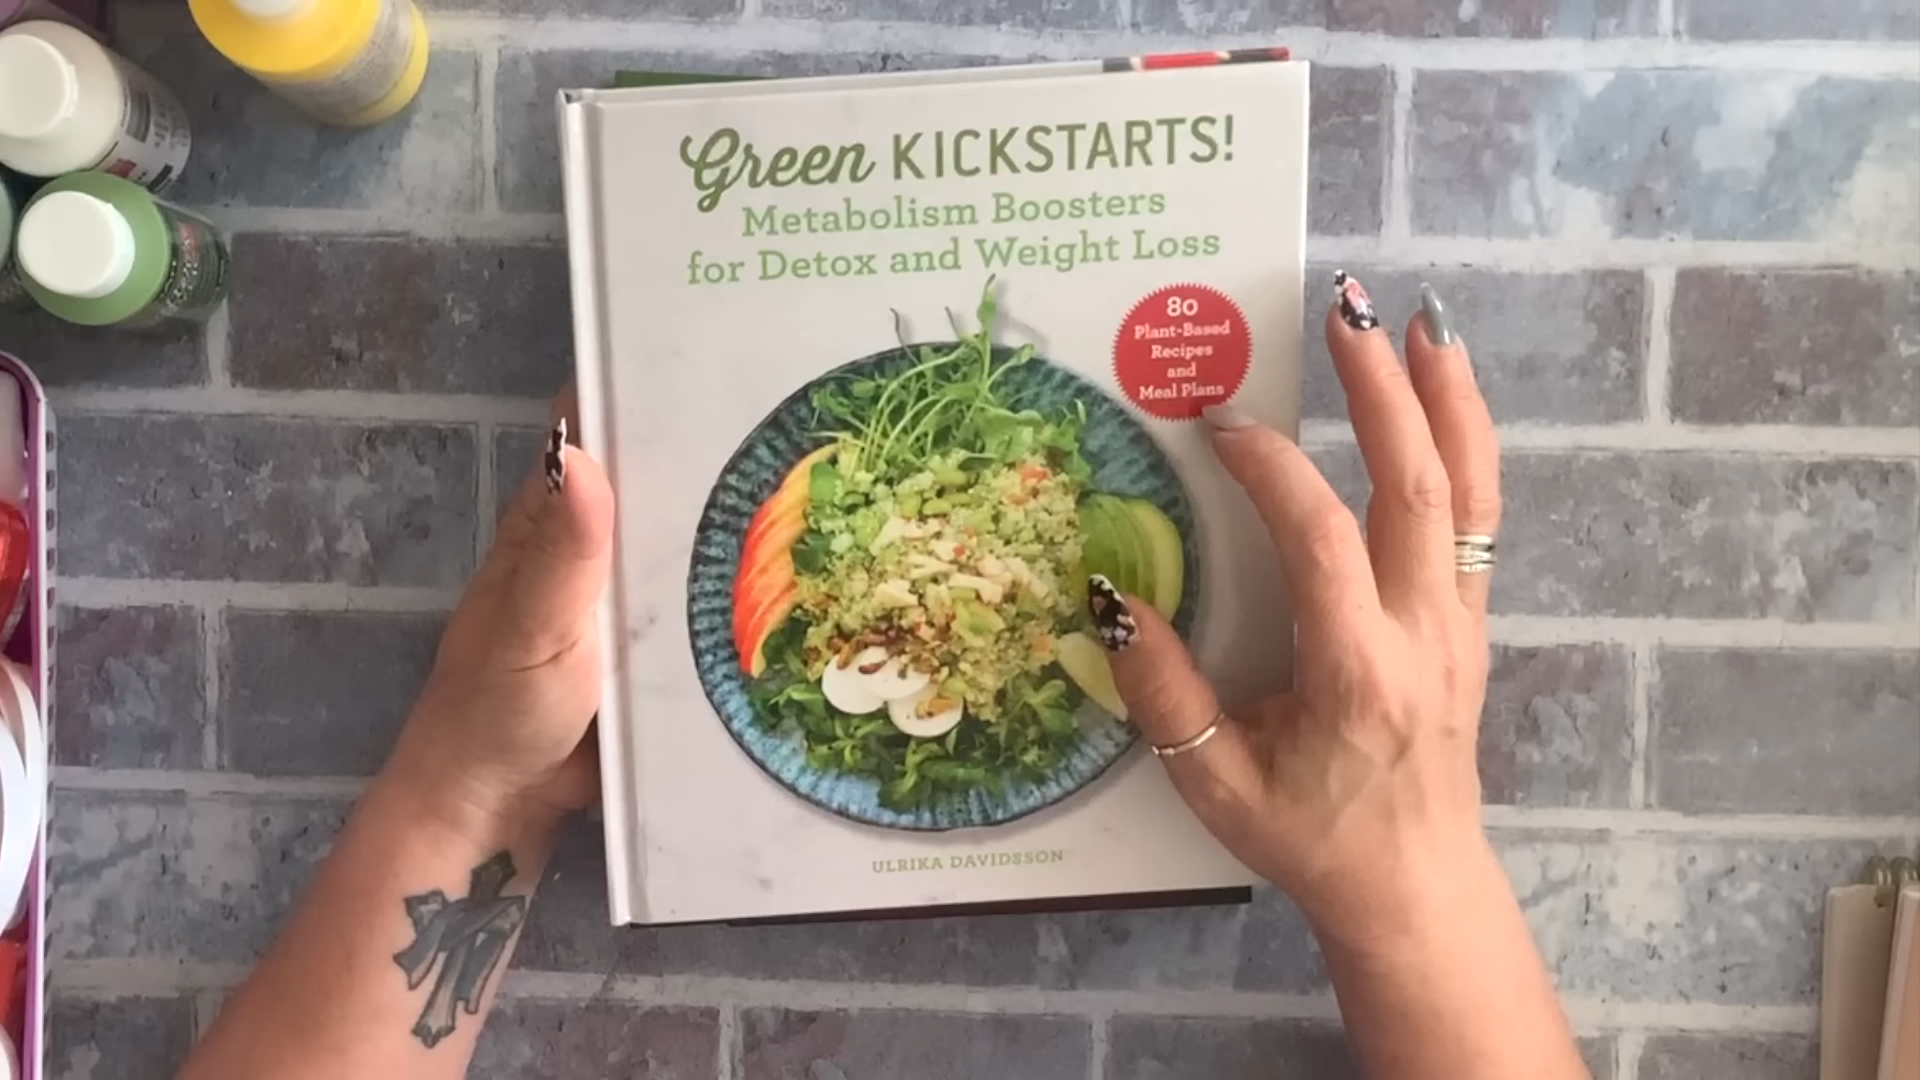 Green KICKSTARTS!
Metabolism Boosters
for Detox and Weight Loss
80
Plant-Based
Recipes
and
Meal Plans
ULRIKA DAVIDSSON